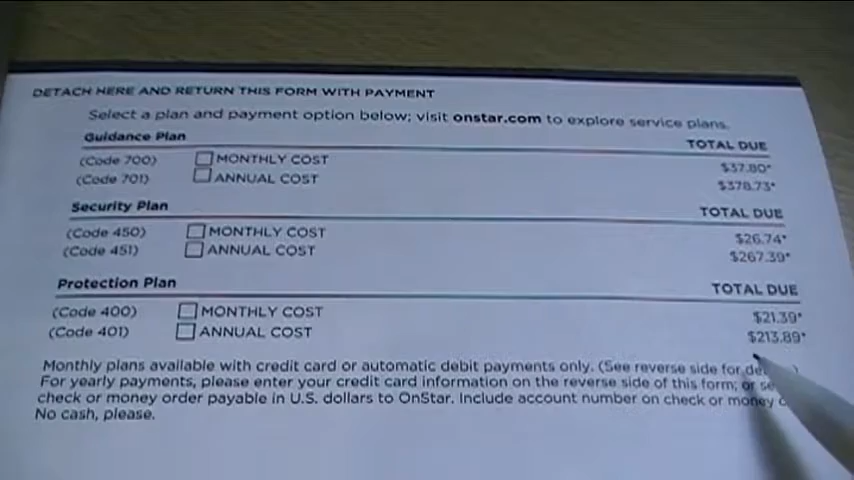 DETACH HERE AND RETURN THIS FORM WITH PAYMENT
Select a plan and payment option below; visit onstar.com to explore service plans.
Guidance Plan TOTAL DUE
(Code 700) MONTHLY COST $37.80*
(Code 701) ANNUAL COST $378.73*
Security Plan TOTAL DUE
(Code 450) MONTHLY COST $26.74*
(Code 451) ANNUAL COST $267.39*
Protection Plan TOTAL DUE
(Code 400) MONTHLY COST $21.39*
(Code 401) ANNUAL COST $213.89*
Monthly plans available with credit card or automatic debit payments only. (See reverse side for
For yearly payments, please enter your credit card information on the reverse side of this form; or
check or money order payable in U.S. dollars to OnStar. Include account number on check or money
No cash, please.